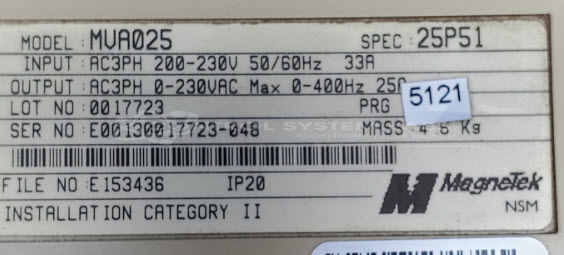 MODEL: MVA025 SPEC: 25P51
INPUT: AC3PH 200-230V 50/60Hz 33A
OUTPUT: AC3PH 0-230VAC Max 0-400Hz 25
LOT NO: 0017723 PRG 5121
SER NO: E00130017723-048 MASS 4.6 Kg
FILE NO: E153436 IP20
MagneTek
NSM
INSTALLATION CATEGORY II